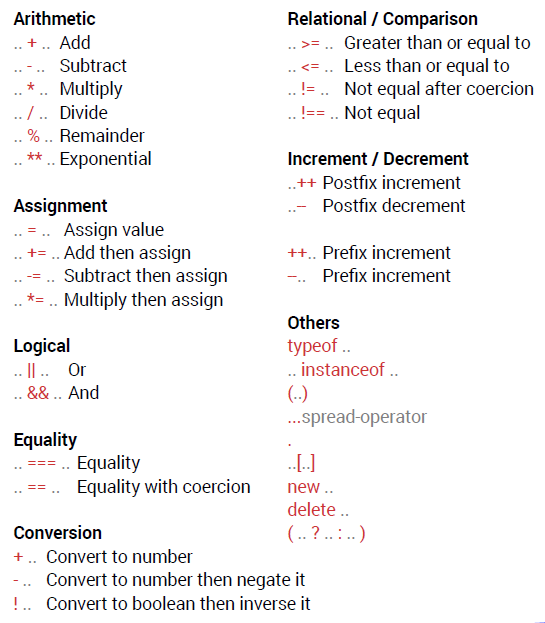 Arithmetic
.. + .. Add
.. - .. Subtract
.. * .. Multiply
.. / .. Divide
.. % .. Remainder
.. ** .. Exponential
Assignment
.. = .. Assign value
.. += .. Add then assign
.. -= .. Subtract then assign
.. *= .. Multiply then assign
Logical
.. || .. Or
.. && .. And
Equality
.. === .. Equality
.. == .. Equality with coercion
Conversion
+ .. Convert to number
- .. Convert to number then negate it
! .. Convert to boolean then inverse it
Relational / Comparison
.. >= .. Greater than or equal to
.. <= .. Less than or equal to
.. != .. Not equal after coercion
.. !== .. Not equal
Increment / Decrement
..++ Postfix increment
..– Postfix decrement
++.. Prefix increment
–.. Prefix increment
Others
typeof ..
.. instanceof ..
(..)
...spread-operator
.
..[..]
new ..
delete ..
( .. ? .. : .. )